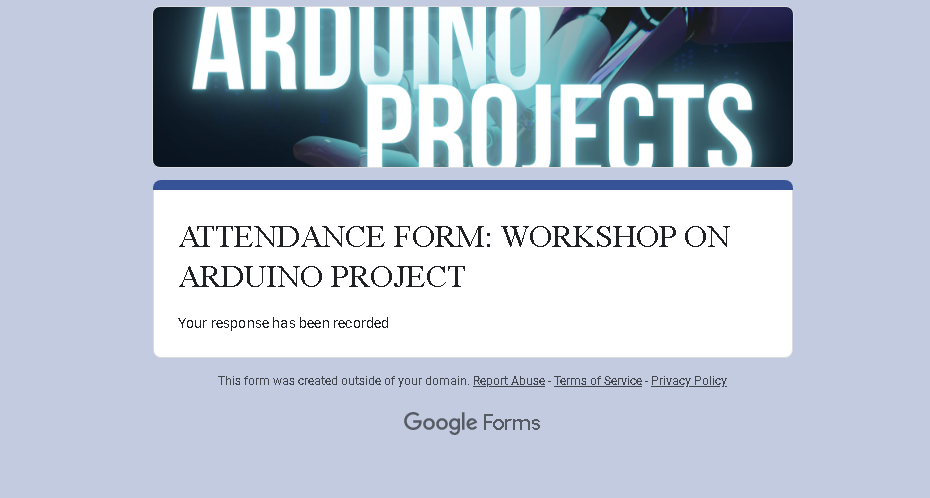 ARDUINO
PROJECTS
ATTENDANCE FORM: WORKSHOP ON
ARDUINO PROJECT
Your response has been recorded
This form was created outside of your domain. Report Abuse - Terms of Service - Privacy Policy
Google Forms